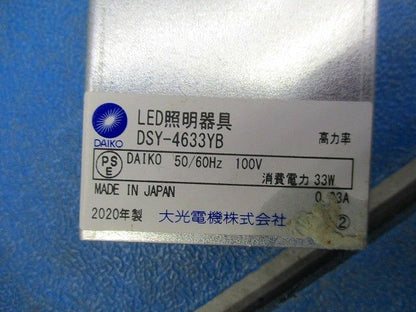 LED照明器具
DAIKO DSY-4633YB 高力率
PS E DAIKO 50/60Hz 100V
消費電力 33W
MADE IN JAPAN
2020年製 大光電機株式会社 ②